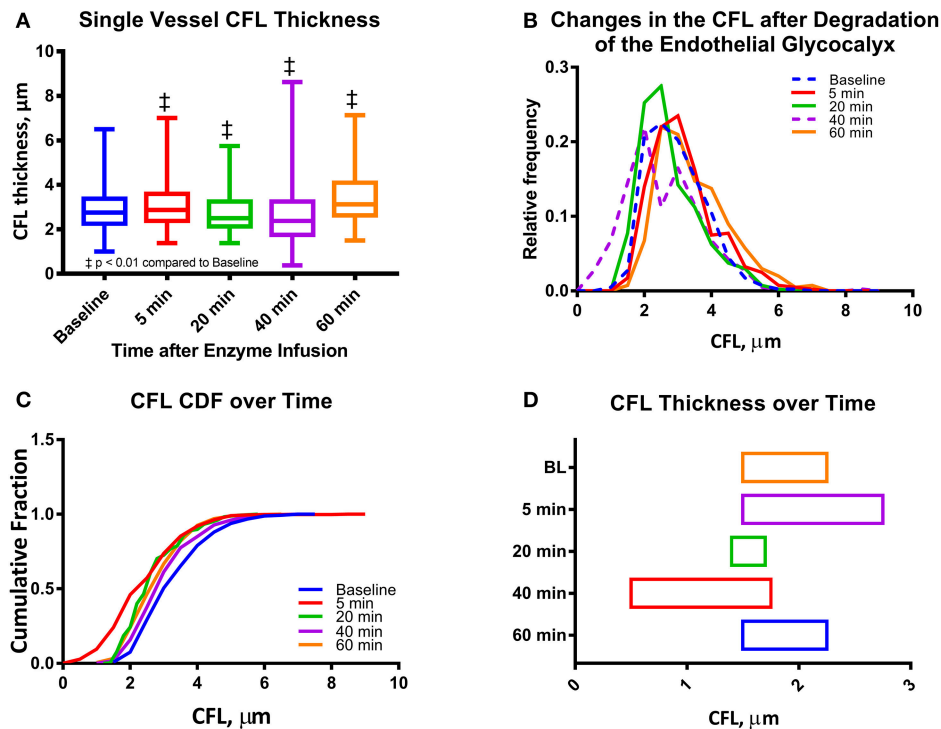 A
Single Vessel CFL Thickness
CFL thickness, μm
10
8
6
4
2
0
‡
‡
‡
‡
‡ p < 0.01 compared to Baseline
Baseline
5 min
20 min
40 min
60 min
Time after Enzyme Infusion
B
Changes in the CFL after Degradation
of the Endothelial Glycocalyx
Relative frequency
0.3
0.2
0.1
0.0
Baseline
5 min
20 min
40 min
60 min
0
2
4
6
8
10
CFL, μm
C
CFL CDF over Time
Cumulative Fraction
1.5
1.0
0.5
0.0
Baseline
5 min
20 min
40 min
60 min
0
2
4
6
8
10
CFL, μm
D
CFL Thickness over Time
BL
5 min
20 min
40 min
60 min
0
1
2
3
CFL, μm